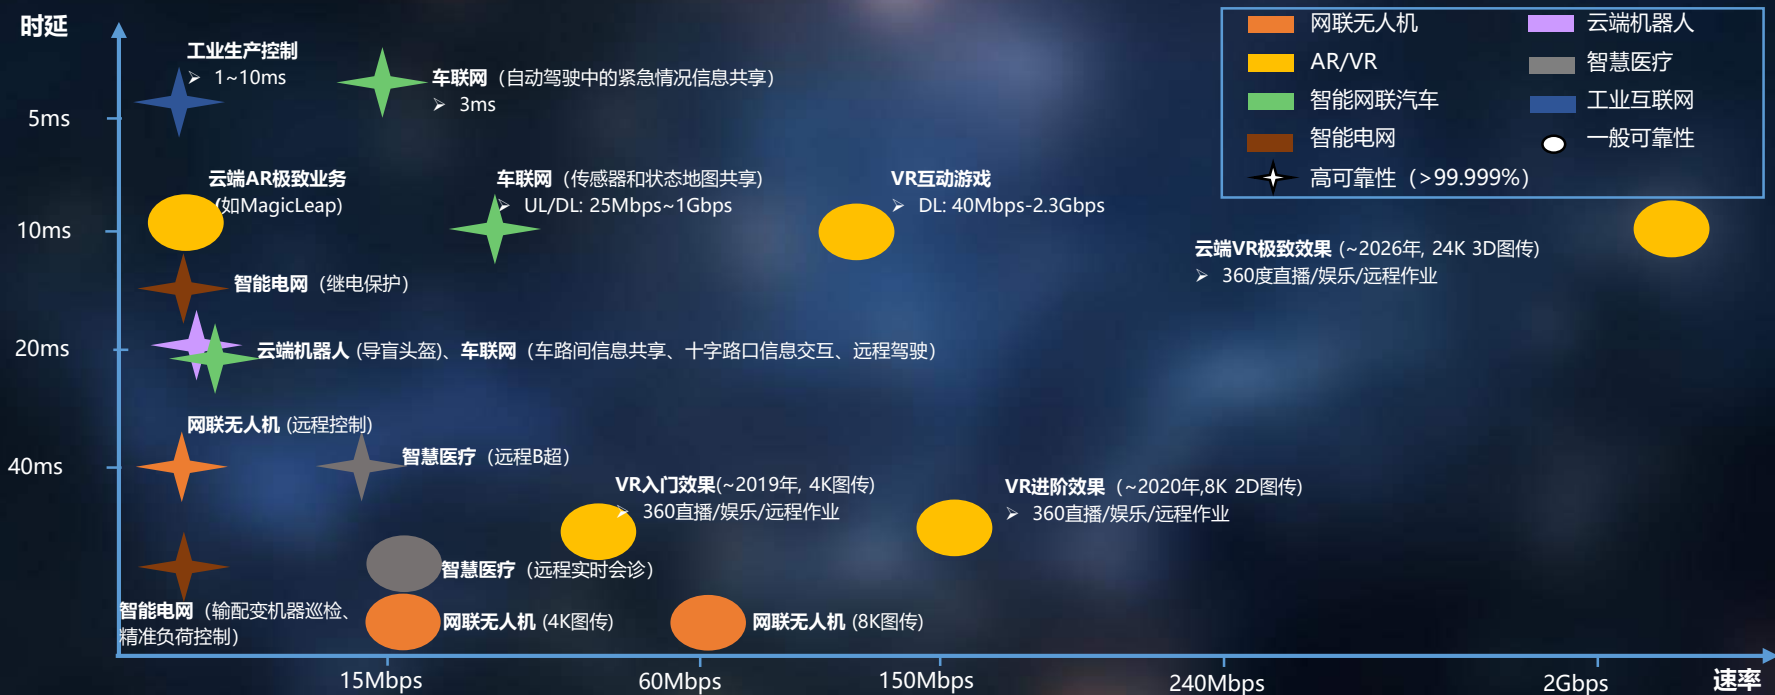 时延
网联无人机
云端机器人
AR/VR
智慧医疗
智能网联汽车
工业互联网
智能电网
一般可靠性
高可靠性（>99.999%）
工业生产控制
➢ 1~10ms
车联网（自动驾驶中的紧急情况信息共享）
➢ 3ms
5ms
云端AR极致业务
(如MagicLeap)
车联网（传感器和状态地图共享）
➢ UL/DL: 25Mbps~1Gbps
VR互动游戏
➢ DL: 40Mbps-2.3Gbps
10ms
云端VR极致效果 (~2026年, 24K 3D图传)
➢ 360度直播/娱乐/远程作业
智能电网（继电保护）
20ms
云端机器人 (导盲头盔)、车联网（车路间信息共享、十字路口信息交互、远程驾驶）
网联无人机 (远程控制)
智慧医疗（远程B超）
40ms
VR入门效果(~2019年, 4K图传)
➢ 360直播/娱乐/远程作业
VR进阶效果（~2020年,8K 2D图传)
➢ 360直播/娱乐/远程作业
智慧医疗（远程实时会诊）
智能电网（输配变机器巡检、
精准负荷控制）
网联无人机 (4K图传)
网联无人机 (8K图传)
15Mbps
60Mbps
150Mbps
240Mbps
2Gbps
速率